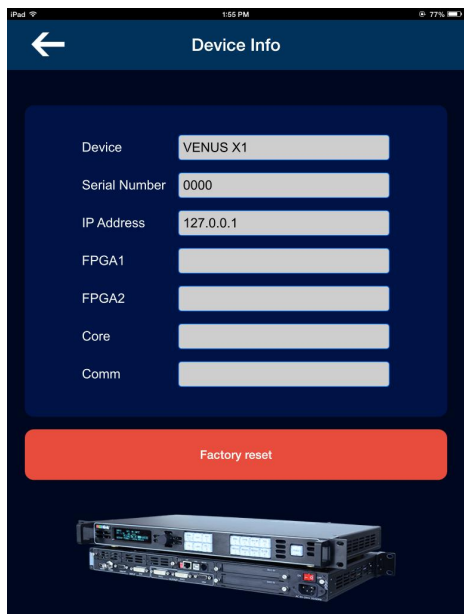 iPad 1:55 PM 77%
Device Info
Device VENUS X1
Serial Number 0000
IP Address 127.0.0.1
FPGA1
FPGA2
Core
Comm
Factory reset